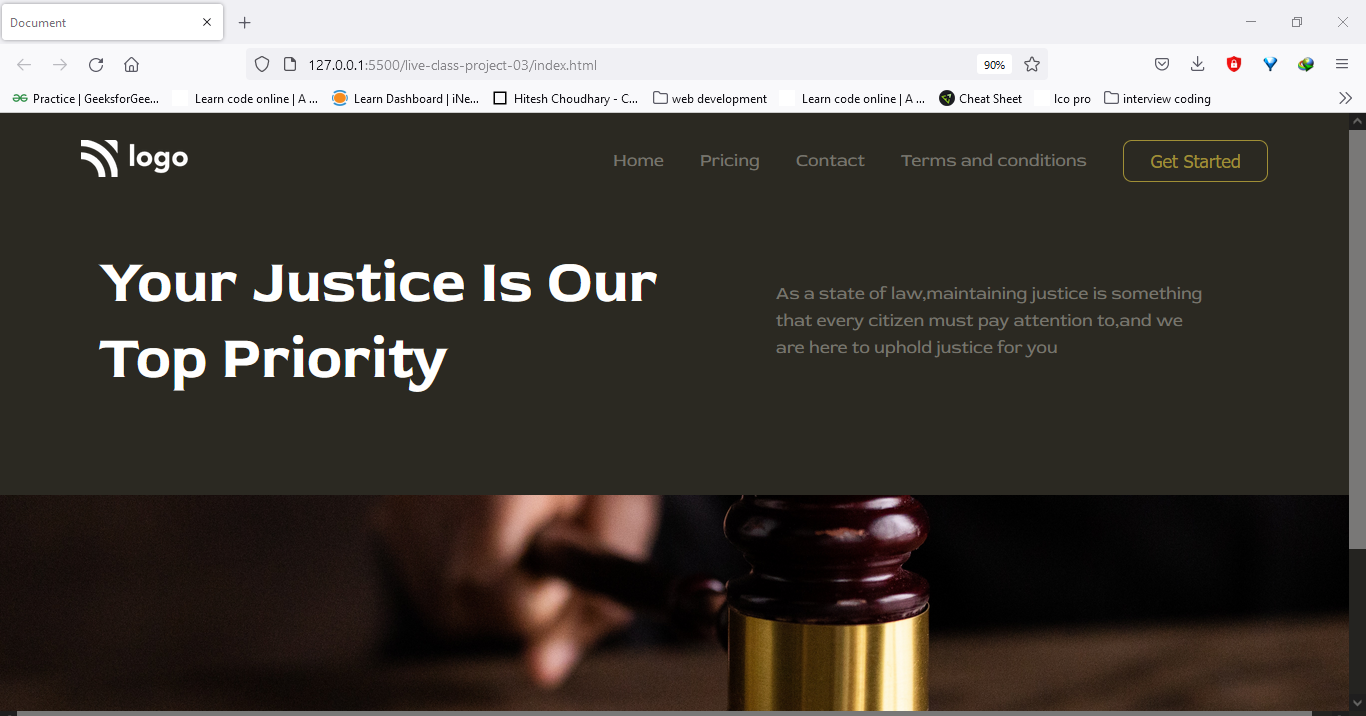 Document
127.0.0.1:5500/live-class-project-03/index.html
90%
Practice | GeeksforGee...
Learn code online | A ...
Learn Dashboard | iNe...
Hitesh Choudhary - C...
web development
Learn code online | A ...
Cheat Sheet
Ico pro
interview coding
logo
Home
Pricing
Contact
Terms and conditions
Get Started
Your Justice Is Our
Top Priority
As a state of law,maintaining justice is something
that every citizen must pay attention to,and we
are here to uphold justice for you